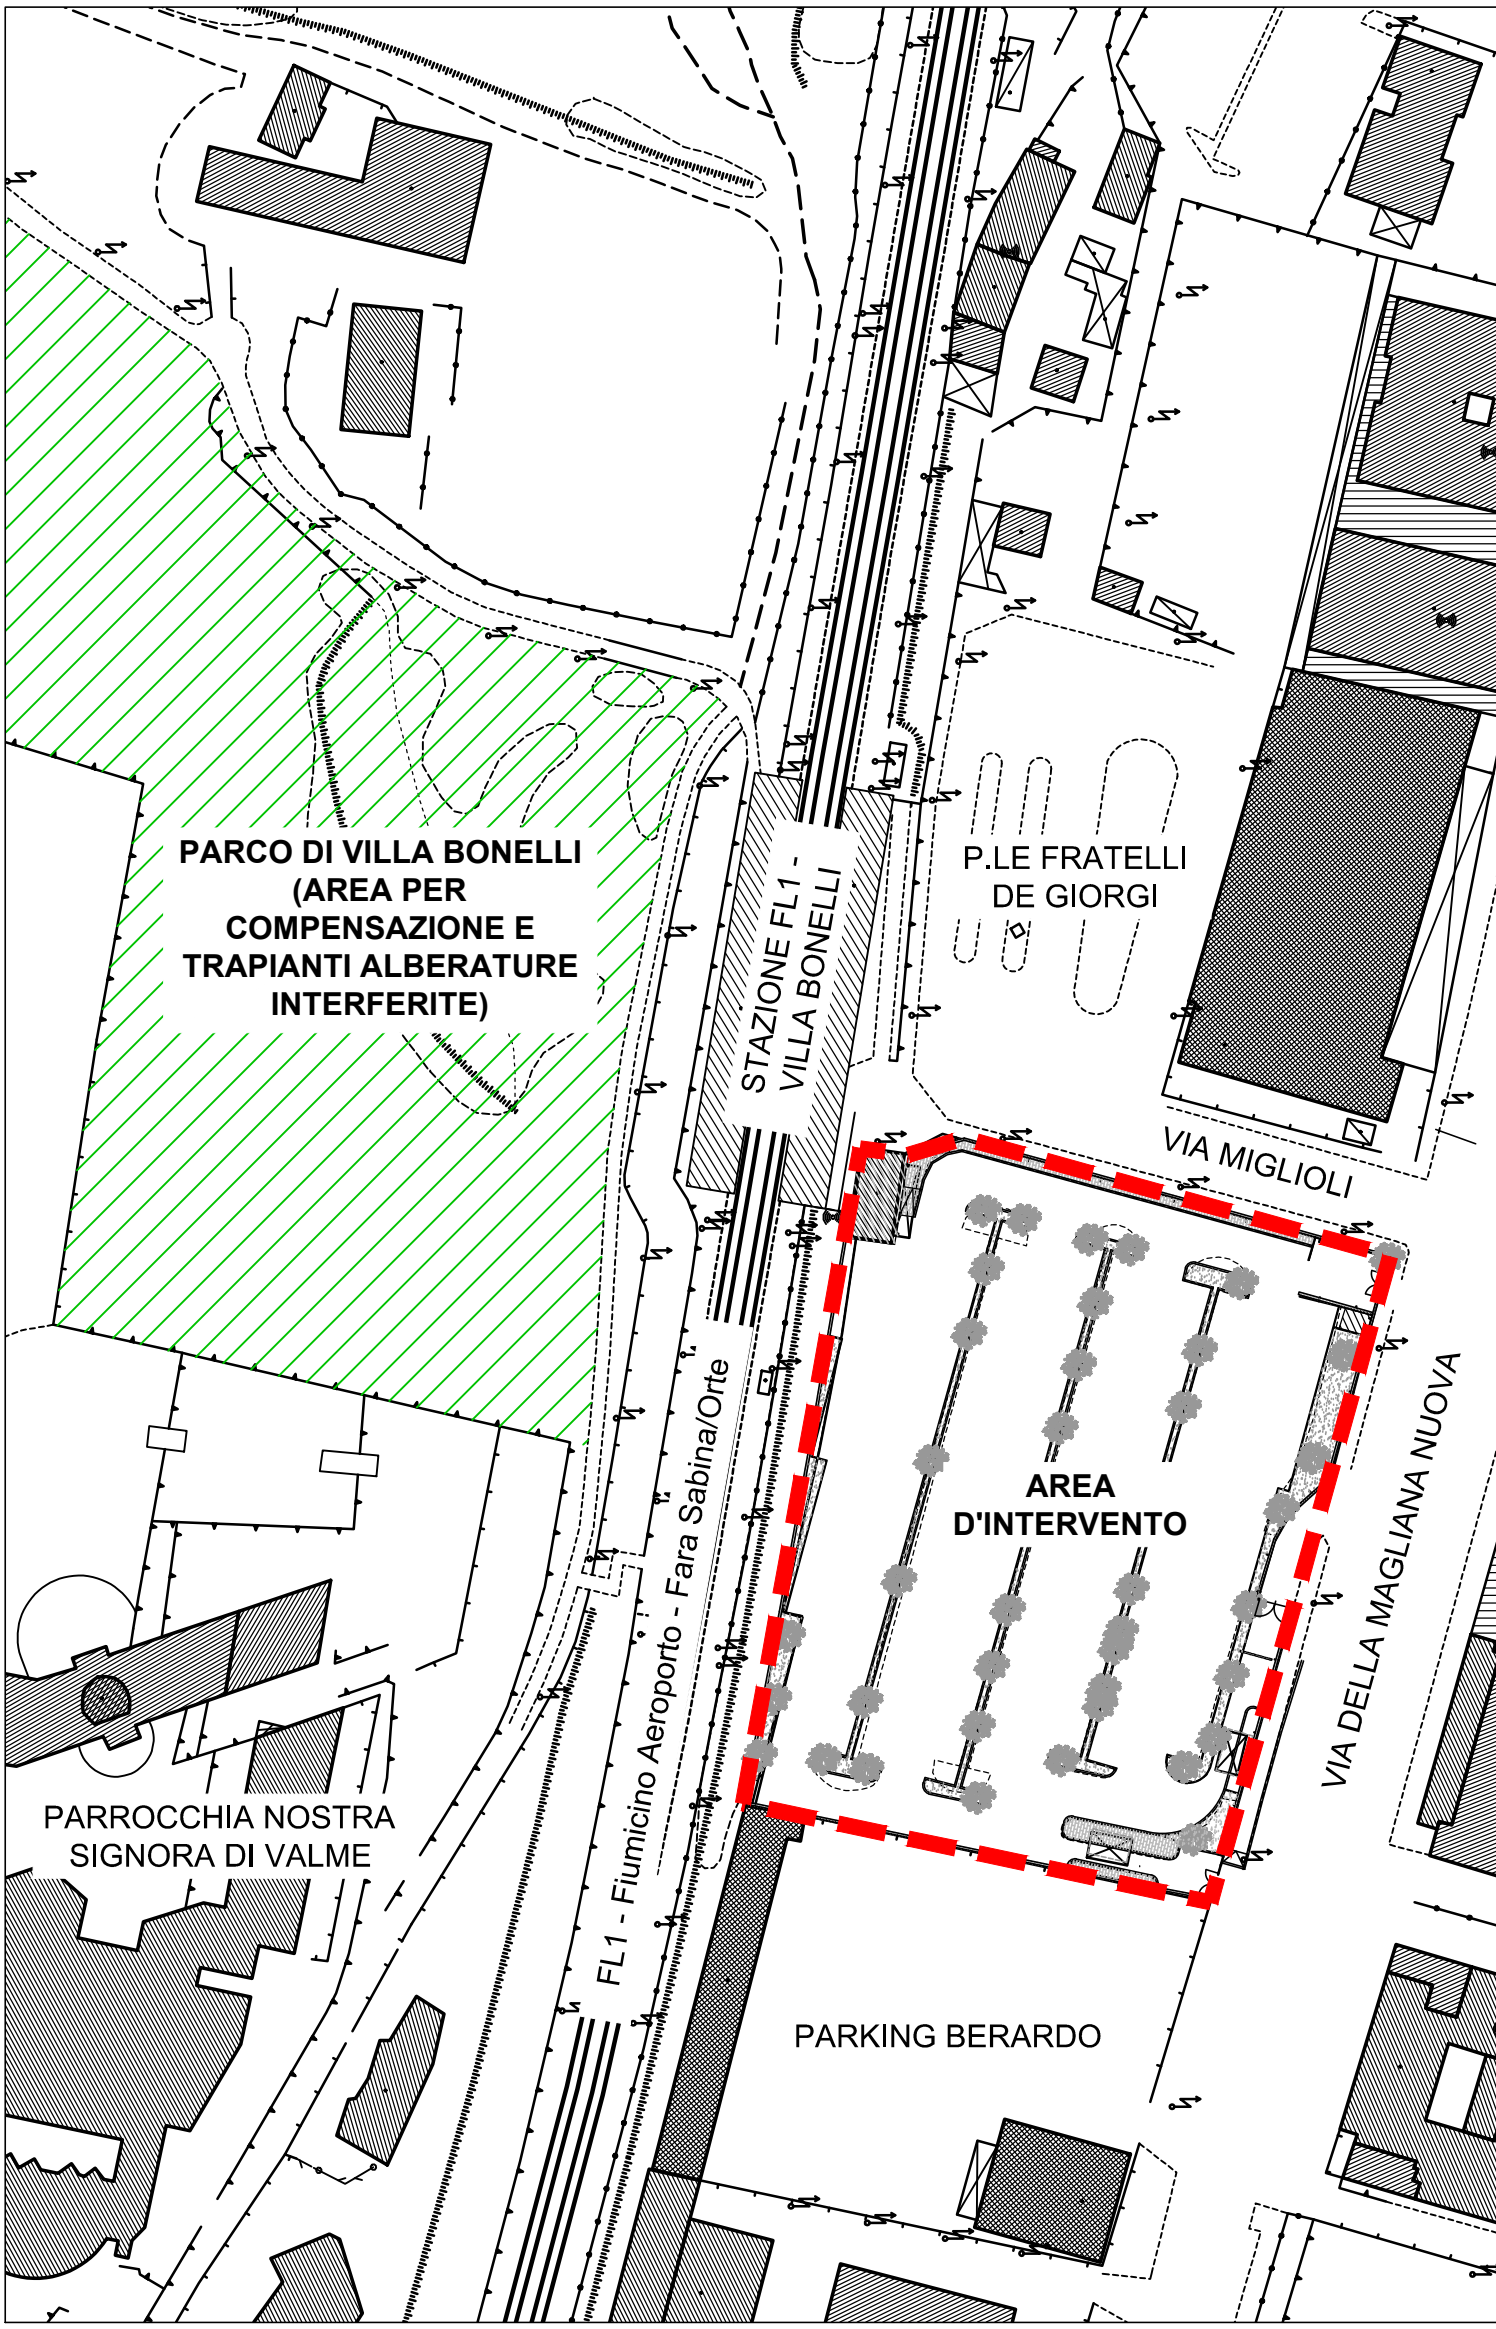 PARCO DI VILLA BONELLI
(AREA PER
COMPENSAZIONE E
TRAPIANTI ALBERATURE
INTERFERITE)
STAZIONE FL1 -
VILLA BONELLI
P.LE FRATELLI
DE GIORGI
VIA MIGLIOLI
AREA
D'INTERVENTO
VIA DELLA MAGLIANA NUOVA
FL1 - Fiumicino Aeroporto - Fara Sabina/Orte
PARROCCHIA NOSTRA
SIGNORA DI VALME
PARKING BERARDO